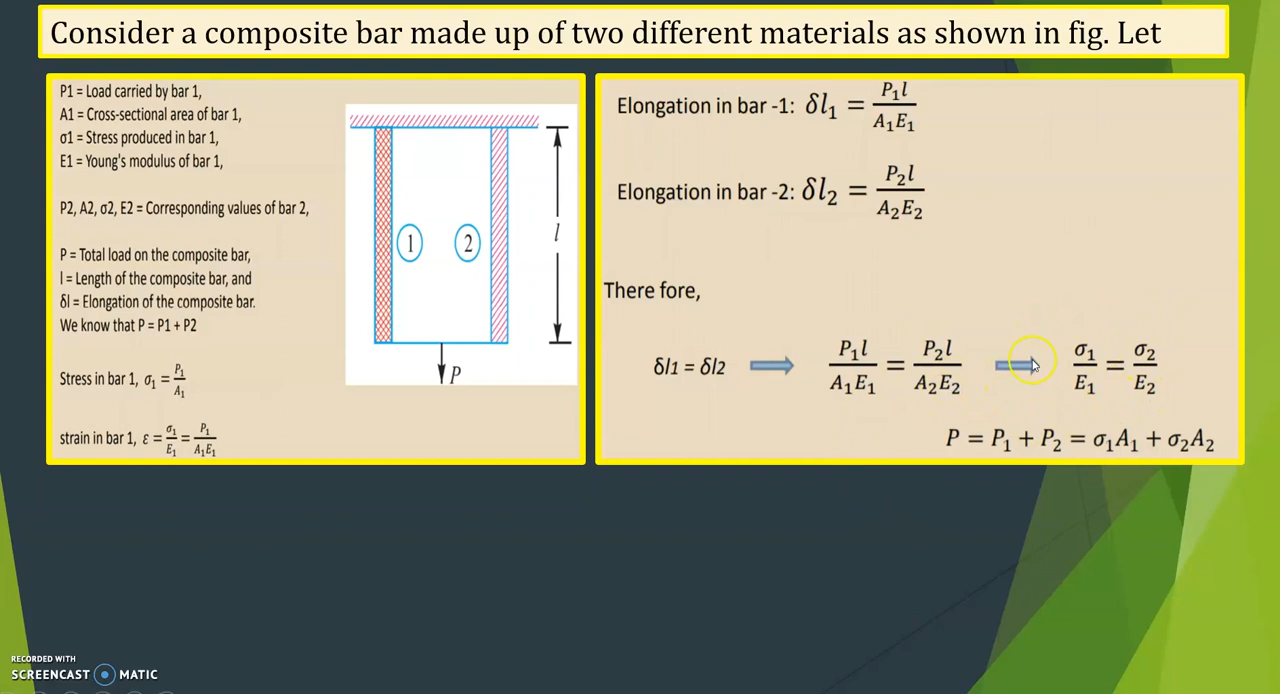 Consider a composite bar made up of two different materials as shown in fig. Let
P1 = Load carried by bar 1,
A1 = Cross-sectional area of bar 1,
σ1 = Stress produced in bar 1,
E1 = Young's modulus of bar 1,
P2, A2, σ2, E2 = Corresponding values of bar 2,
P = Total load on the composite bar,
l = Length of the composite bar, and
δl = Elongation of the composite bar.
We know that P = P1 + P2
Stress in bar 1, σ₁ = P₁/A₁
strain in bar 1, ε = σ₁/E₁ = P₁/A₁E₁
1 2
l
P
Elongation in bar -1: δl₁ = P₁l/A₁E₁
Elongation in bar -2: δl₂ = P₂l/A₂E₂
There fore,
δl1 = δl2 ⇒ P₁l/A₁E₁ = P₂l/A₂E₂ ⇒ σ₁/E₁ = σ₂/E₂
P = P₁ + P₂ = σ₁A₁ + σ₂A₂
RECORDED WITH
SCREENCAST MATIC